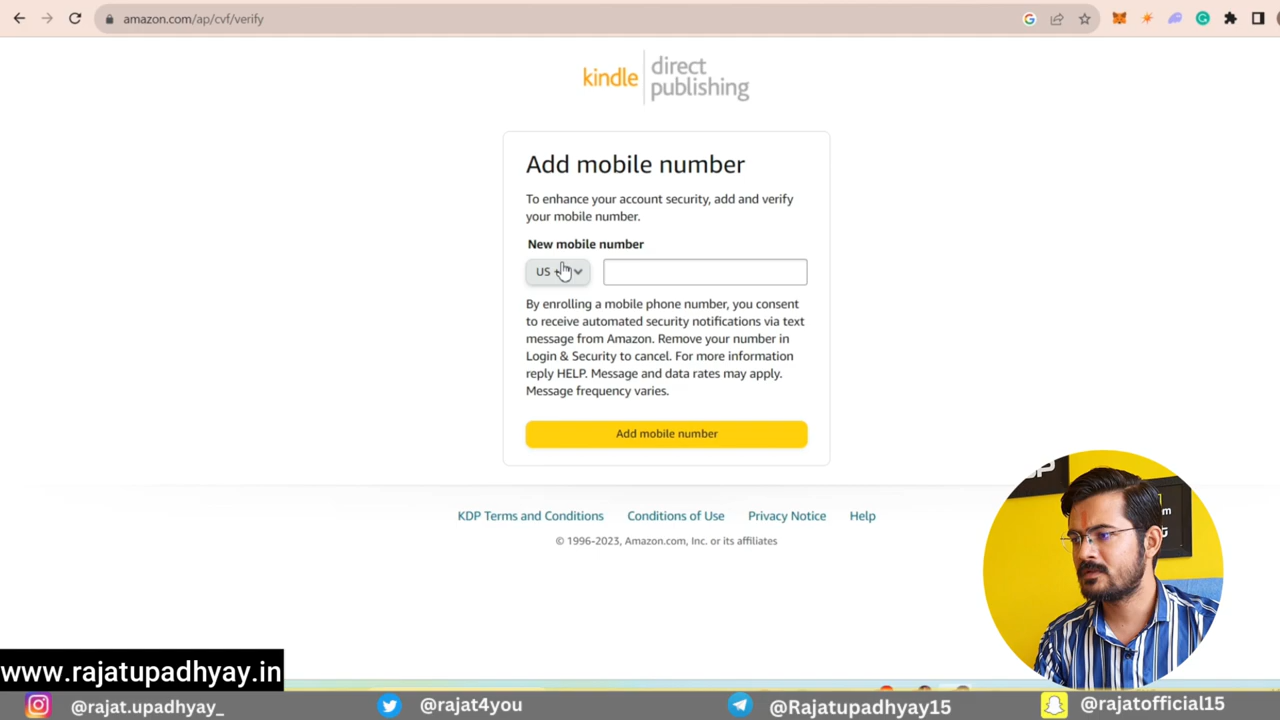 amazon.com/ap/cvf/verify
kindle direct publishing
Add mobile number
To enhance your account security, add and verify
your mobile number.
New mobile number
US +
By enrolling a mobile phone number, you consent
to receive automated security notifications via text
message from Amazon. Remove your number in
Login & Security to cancel. For more information
reply HELP. Message and data rates may apply.
Message frequency varies.
Add mobile number
KDP Terms and Conditions Conditions of Use Privacy Notice Help
© 1996-2023, Amazon.com, Inc. or its affiliates
www.rajatupadhyay.in
@rajat.upadhyay_ @rajat4you @Rajatupadhyay15 @rajatofficial15